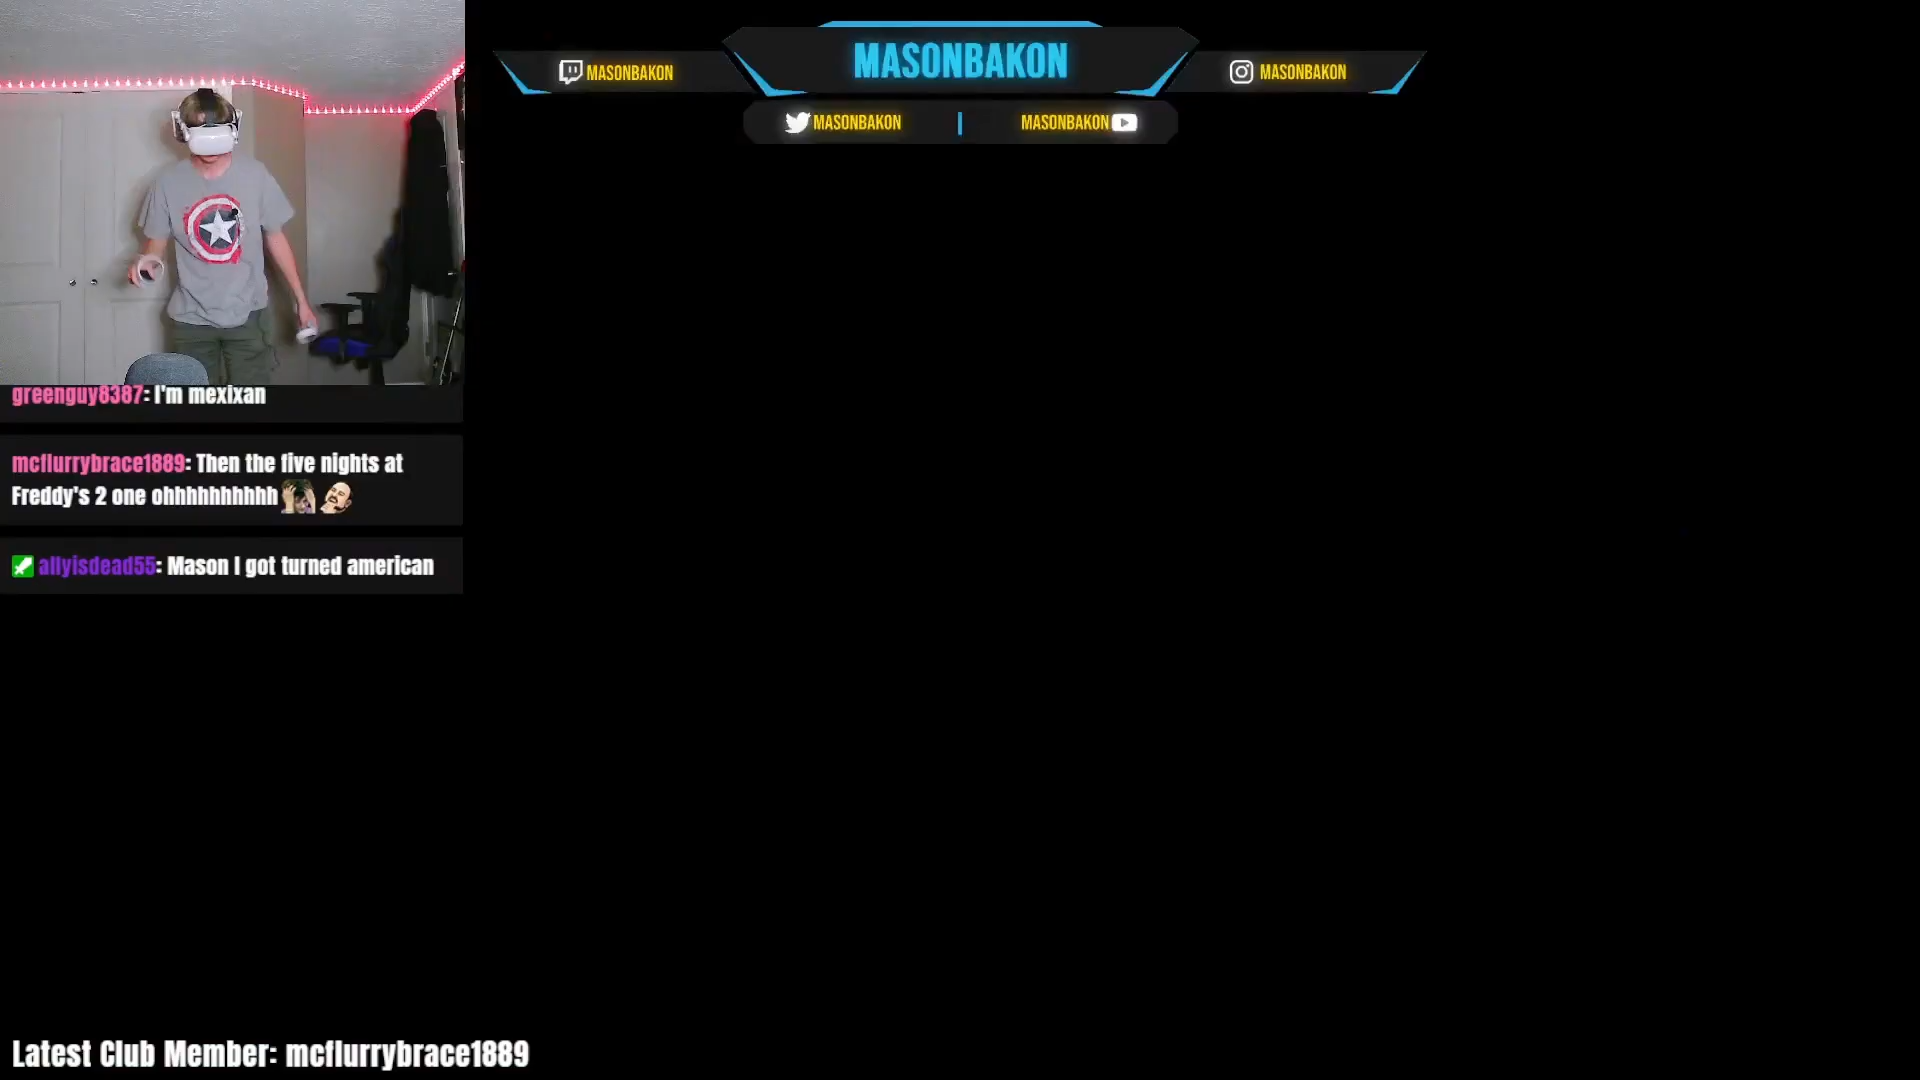 MASONBAKON
MASONBAKON
MASONBAKON
MASONBAKON
MASONBAKON
greenguy8387: I'm mexixan
mcflurrybrace1889: Then the five nights at
Freddy's 2 one ohhhhhhhhhh
allyisdead55: Mason I got turned american
Latest Club Member: mcflurrybrace1889